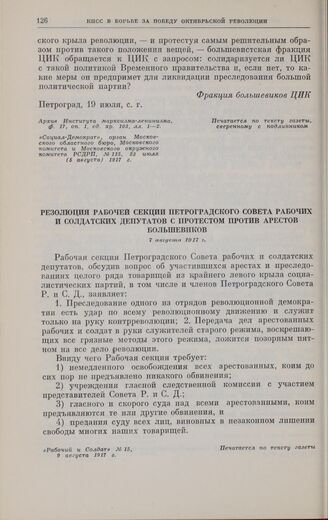 126 КПСС В БОРЬБЕ ЗА ПОБЕДУ ОКТЯБРЬСКОЙ РЕВОЛЮЦИИ
ского крыла революции, — и протестуя самым решительным обра-
зом против такого положения вещей, — большевистская фракция
ЦИК обращается к ЦИК с запросом: солидаризуется ли ЦИК
с такой политикой Временного правительства и, если нет, то ка-
кие меры он предпримет для ликвидации преследования большой
политической партии?
Фракция большевиков ЦИК
Петроград, 19 июля, с. г.
Архив Института марксизма-ленинизма,
ф. 17, оп. 1, ед. хр. 103, лл. 1—2.
Печатается по тексту газеты,
сверенному с подлинником
«Социал-Демократ», орган Москов-
ского областного бюро, Московского
комитета и Московского окружного
комитета РСДРП, № 115, 23 июля
(5 августа) 1917 г.
РЕЗОЛЮЦИЯ РАБОЧЕЙ СЕКЦИИ ПЕТРОГРАДСКОГО СОВЕТА РАБОЧИХ
И СОЛДАТСКИХ ДЕПУТАТОВ С ПРОТЕСТОМ ПРОТИВ АРЕСТОВ
БОЛЬШЕВИКОВ
7 августа 1917 г.
Рабочая секция Петроградского Совета рабочих и солдатских
депутатов, обсудив вопрос об участившихся арестах и преследо-
ваниях целого ряда товарищей из крайнего левого крыла социа-
листических партий, в том числе и членов Петроградского Совета
Р. и С. Д., заявляет:
1. Преследование одного из отрядов революционной демокра-
тии есть удар по всему революционному движению и служит
только на руку контрреволюции; 2. Передача дел арестованных
рабочих и солдат в руки служителей старого режима, воскрешаю-
щих все грязные методы этого режима, ложится позорным пят-
ном на все дело революции.
Ввиду чего Рабочая секция требует:
1) немедленного освобождения всех арестованных, коим до
сих пор не предъявлено никакого обвинения;
2) учреждения гласной следственной комиссии с участием
представителей Совета Р. и С. Д.;
3) гласного и скорого суда над всеми арестованными, коим
предъявляются те или другие обвинения, и
4) предания суду всех лиц, виновных в незаконном лишении
свободы многих наших товарищей.
«Рабочий и Солдат» № 15,
9 августа 1917 г.
Печатается по тексту газеты